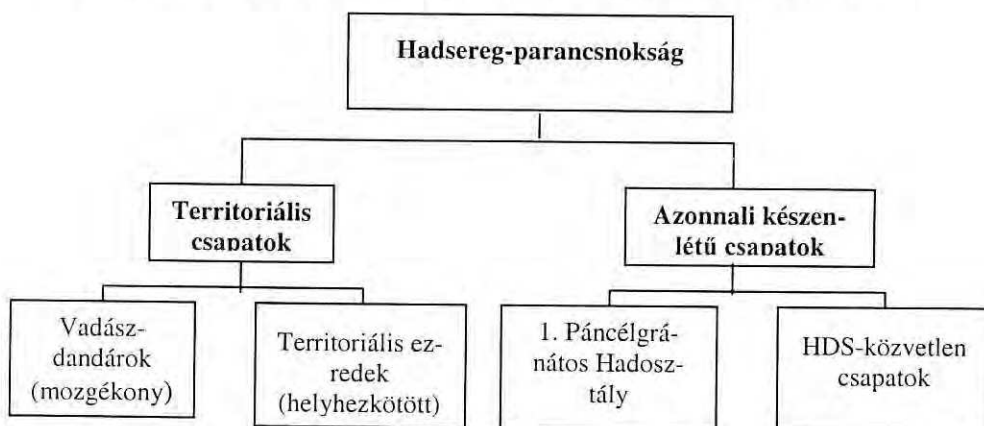 Hadsereg-parancsnokság
Territoriális
csapatok
Azonnali készen-
létű csapatok
Vadász-
dandárok
(mozgékony)
Territoriális ez-
redek
(helyhezkötött)
1. Páncélgrá-
nátos Hadosz-
tály
HDS-közvetlen
csapatok